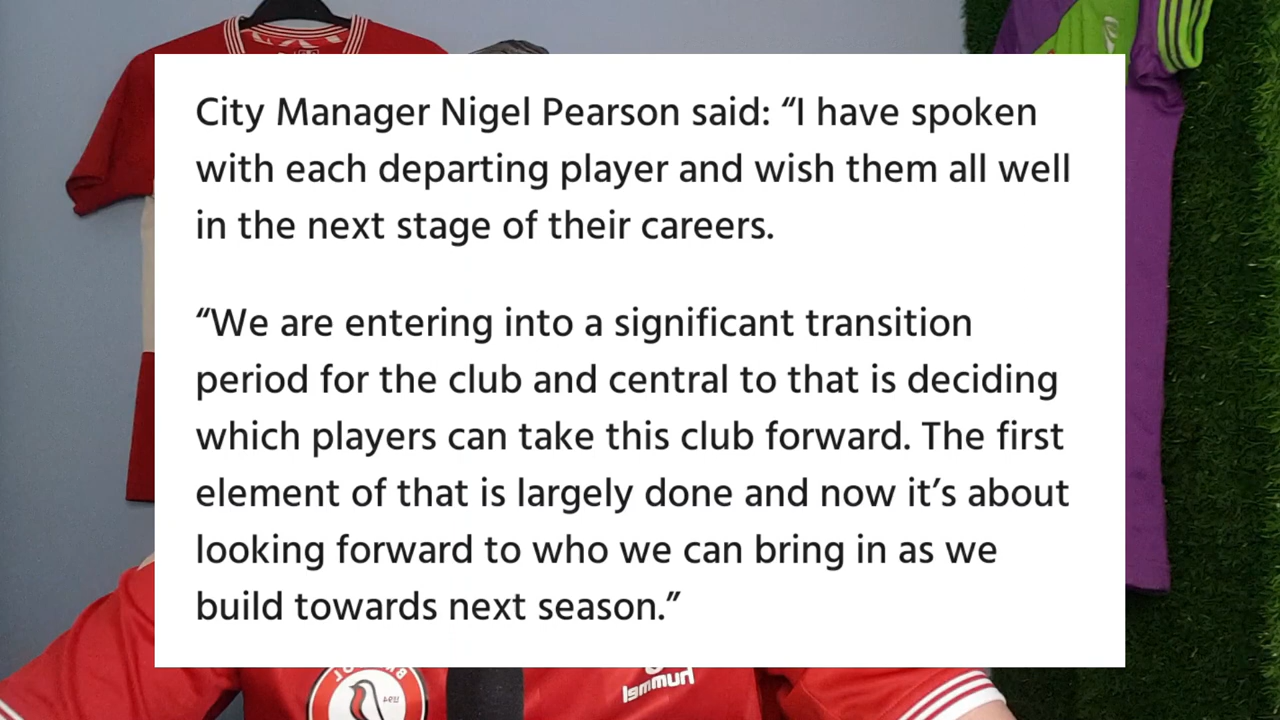 City Manager Nigel Pearson said: “I have spoken
with each departing player and wish them all well
in the next stage of their careers.
“We are entering into a significant transition
period for the club and central to that is deciding
which players can take this club forward. The first
element of that is largely done and now it’s about
looking forward to who we can bring in as we
build towards next season.”
hummel
1894